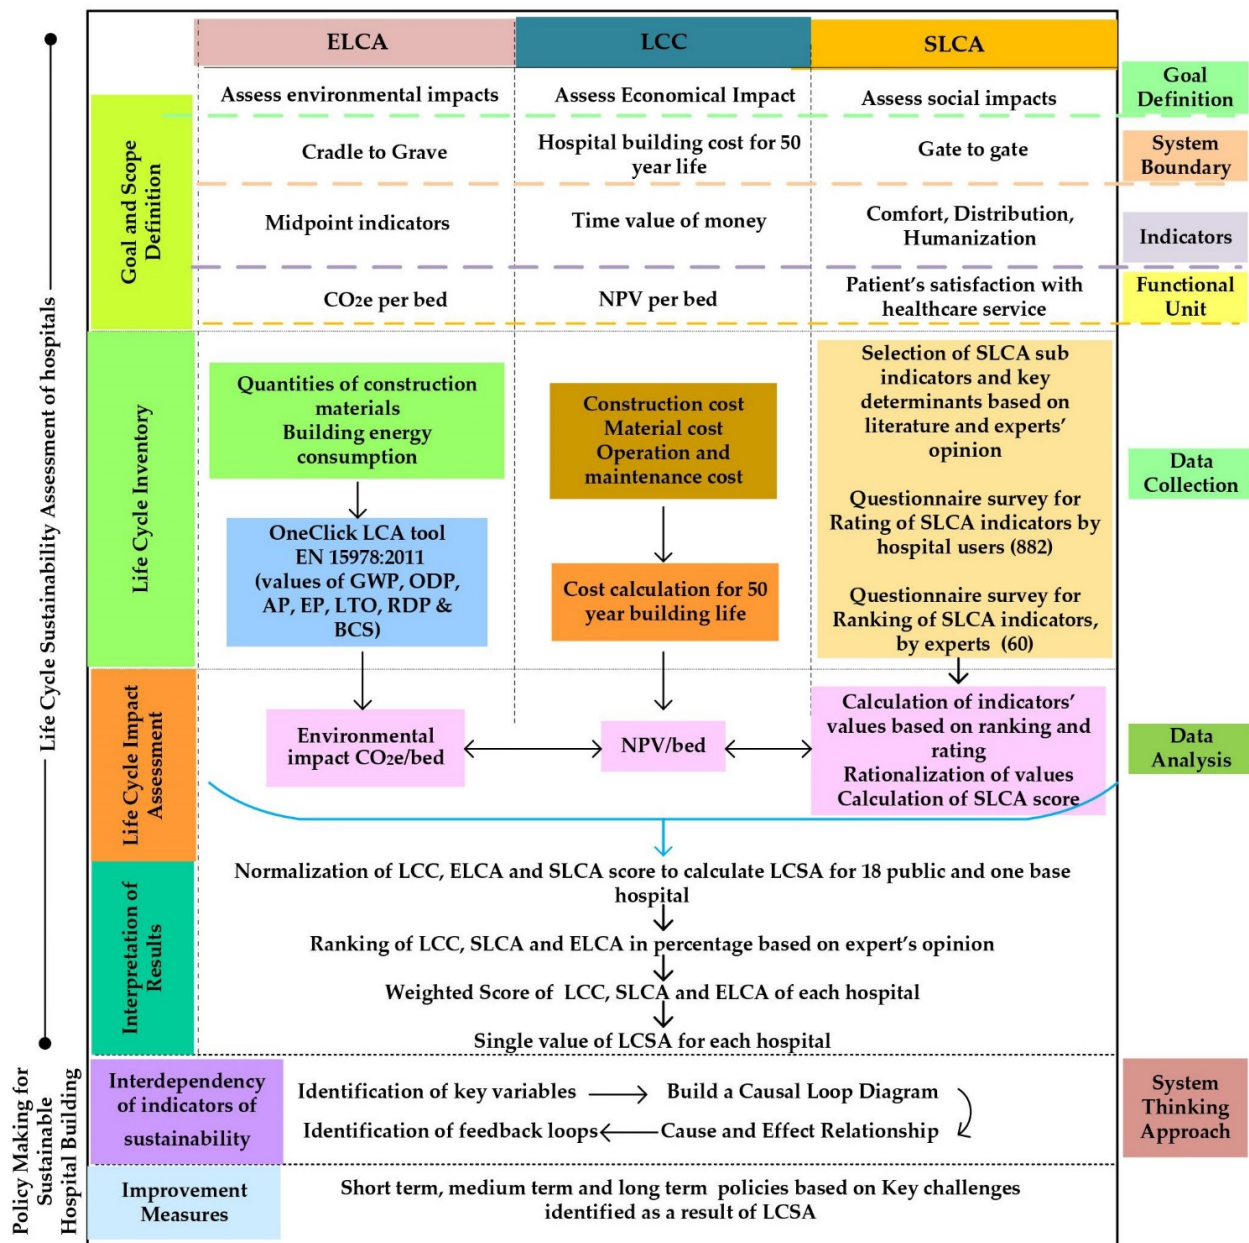 ELCA
LCC
SLCA
Goal
Definition
Assess environmental impacts
Assess Economical Impact
Assess social impacts
Cradle to Grave
Hospital building cost for 50
year life
Gate to gate
System
Boundary
Midpoint indicators
Time value of money
Comfort, Distribution,
Humanization
Indicators
CO2e per bed
NPV per bed
Patient's satisfaction with
healthcare service
Functional
Unit
Goal and Scope
Definition
Life Cycle Sustainability Assessment of hospitals
Life Cycle Inventory
Quantities of construction
materials
Building energy
consumption
OneClick LCA tool
EN 15978:2011
(values of GWP, ODP,
AP, EP, LTO, RDP &
BCS)
Construction cost
Material cost
Operation and
maintenance cost
Cost calculation for 50
year building life
Selection of SLCA sub
indicators and key
determinants based on
literature and experts'
opinion
Questionnaire survey for
Rating of SLCA indicators by
hospital users (882)
Questionnaire survey for
Ranking of SLCA indicators,
by experts (60)
Data
Collection
Life Cycle Impact
Assessment
Environmental
impact CO2e/bed
NPV/bed
Calculation of indicators'
values based on ranking and
rating
Rationalization of values
Calculation of SLCA score
Data
Analysis
Interpretation of
Results
Normalization of LCC, ELCA and SLCA score to calculate LCSA for 18 public and one base
hospital
Ranking of LCC, SLCA and ELCA in percentage based on expert's opinion
Weighted Score of LCC, SLCA and ELCA of each hospital
Single value of LCSA for each hospital
Policy Making for
Sustainable
Hospital Building
Interdependency
of indicators of
sustainability
Identification of key variables
Build a Causal Loop Diagram
Identification of feedback loops
Cause and Effect Relationship
System
Thinking
Approach
Improvement
Measures
Short term, medium term and long term policies based on Key challenges
identified as a result of LCSA